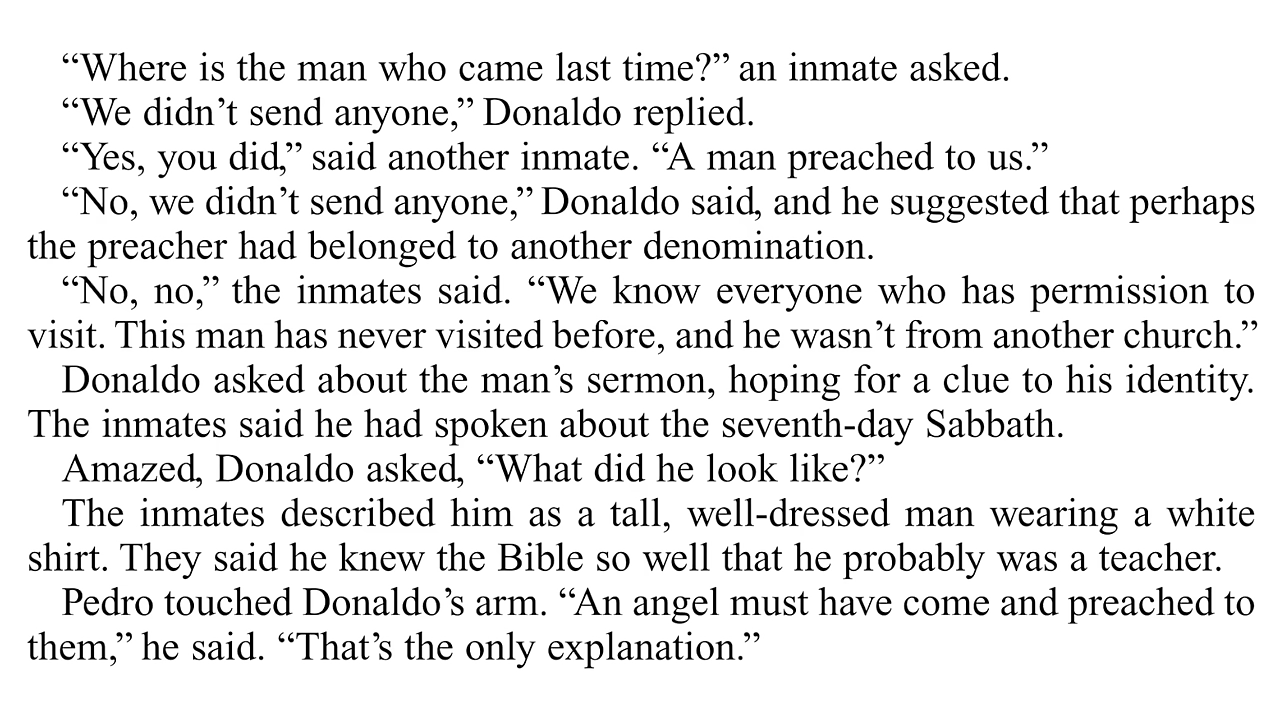 “Where is the man who came last time?” an inmate asked.
“We didn’t send anyone,” Donaldo replied.
“Yes, you did,” said another inmate. “A man preached to us.”
“No, we didn’t send anyone,” Donaldo said, and he suggested that perhaps
the preacher had belonged to another denomination.
“No, no,” the inmates said. “We know everyone who has permission to
visit. This man has never visited before, and he wasn’t from another church.”
Donaldo asked about the man’s sermon, hoping for a clue to his identity.
The inmates said he had spoken about the seventh-day Sabbath.
Amazed, Donaldo asked, “What did he look like?”
The inmates described him as a tall, well-dressed man wearing a white
shirt. They said he knew the Bible so well that he probably was a teacher.
Pedro touched Donaldo’s arm. “An angel must have come and preached to
them,” he said. “That’s the only explanation.”